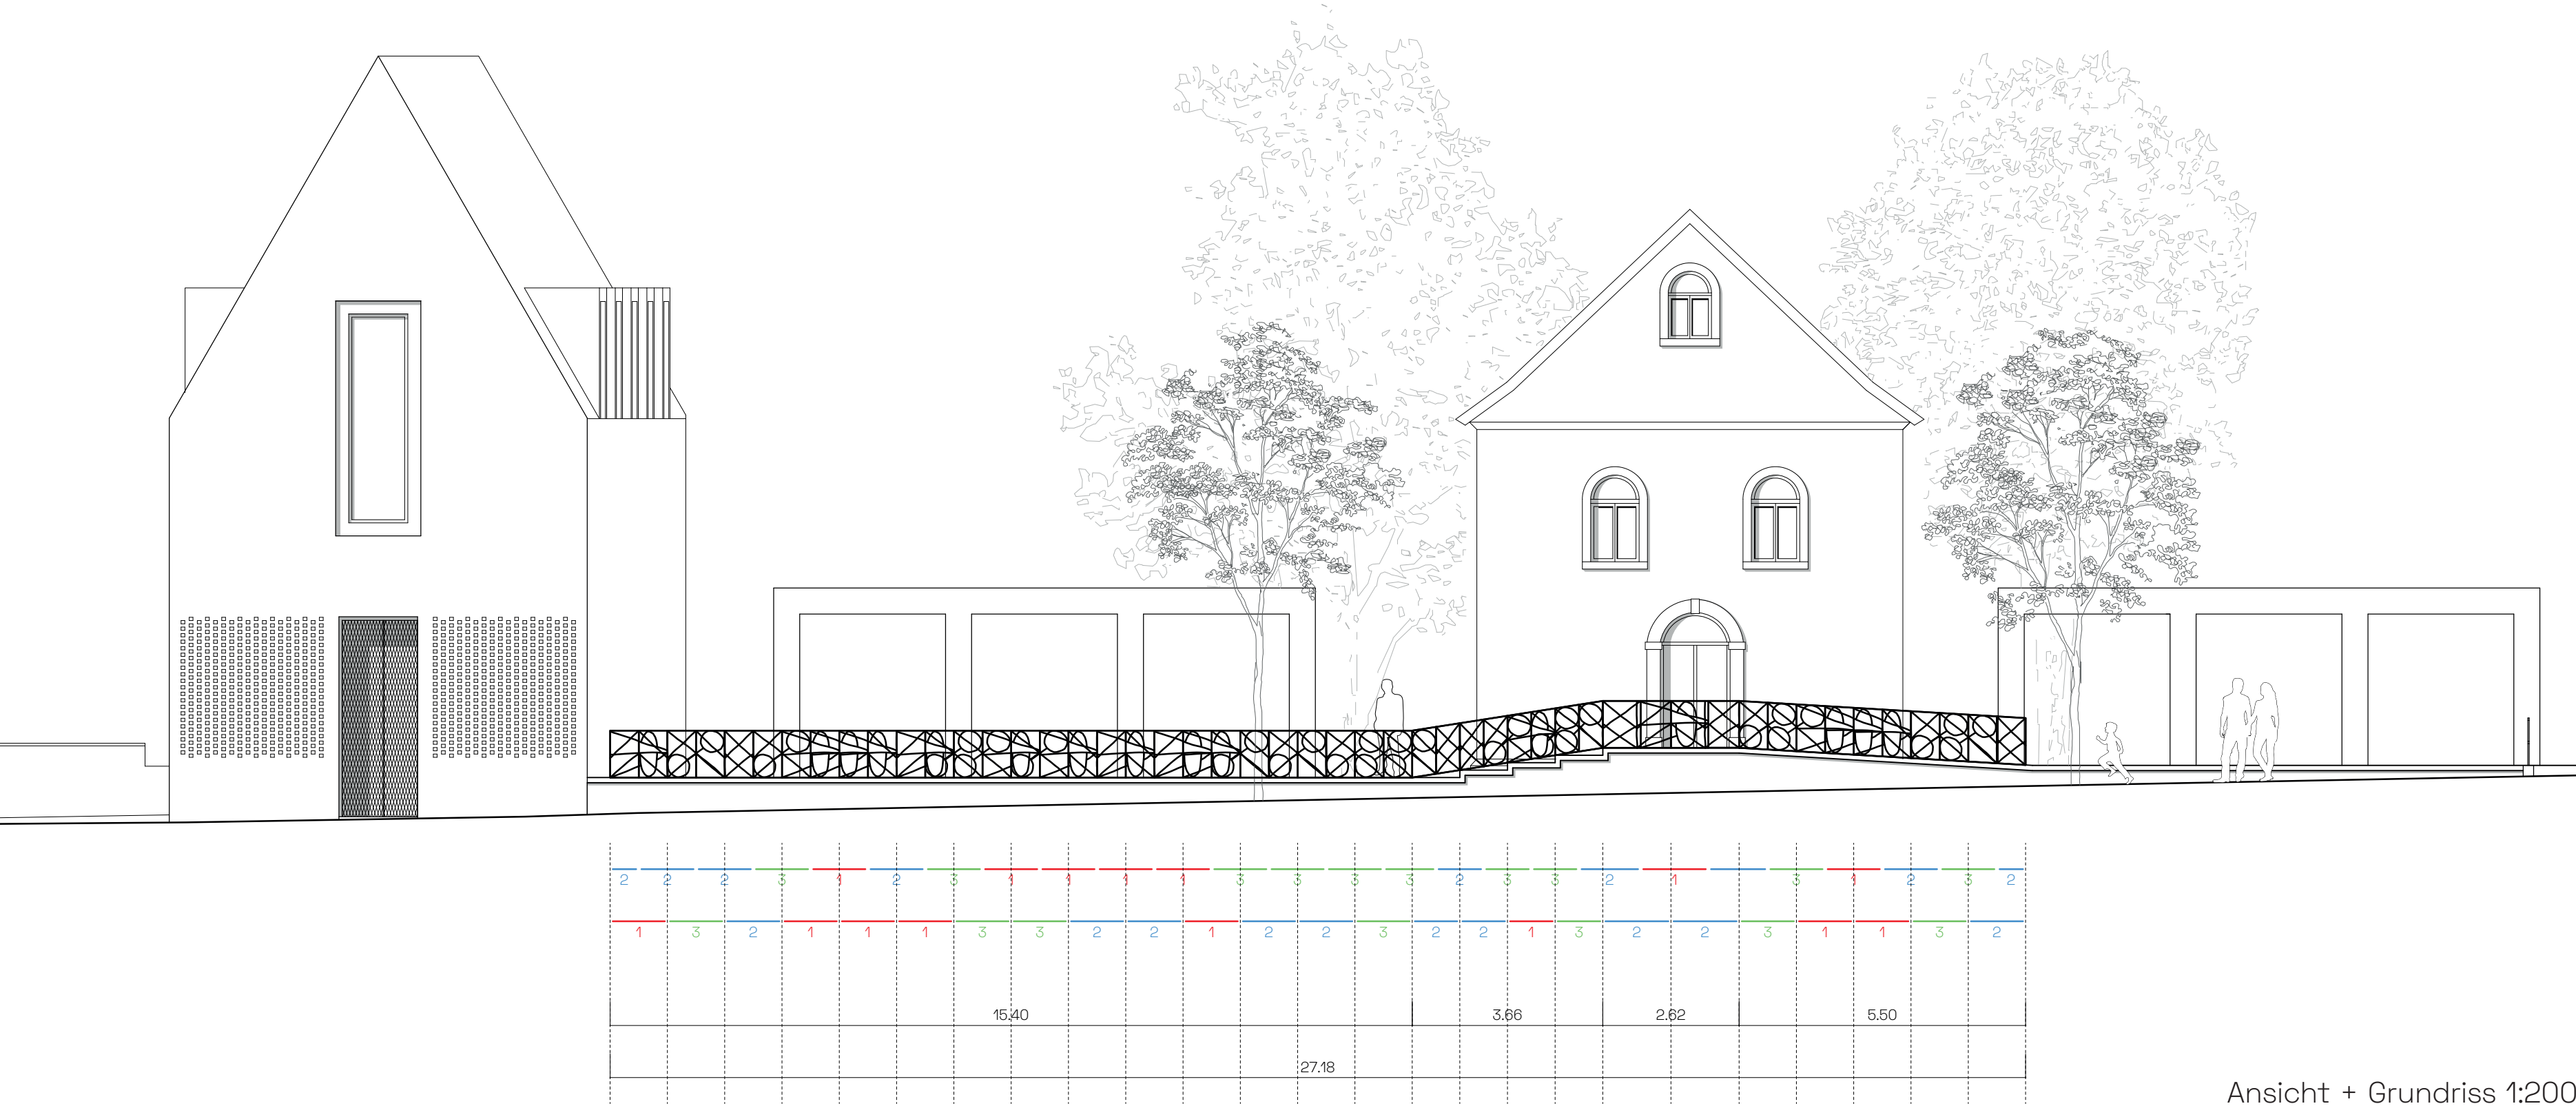 2 2 2 3 1 2 3 1 1 1 1 3 3 3 3 2 3 3 2 1 3 1 2 3 2
1 3 2 1 1 1 3 3 2 2 1 2 2 3 2 2 1 3 2 2 3 1 1 3 2
15.40 3.66 2.62 5.50
27.18
Ansicht + Grundriss 1:200